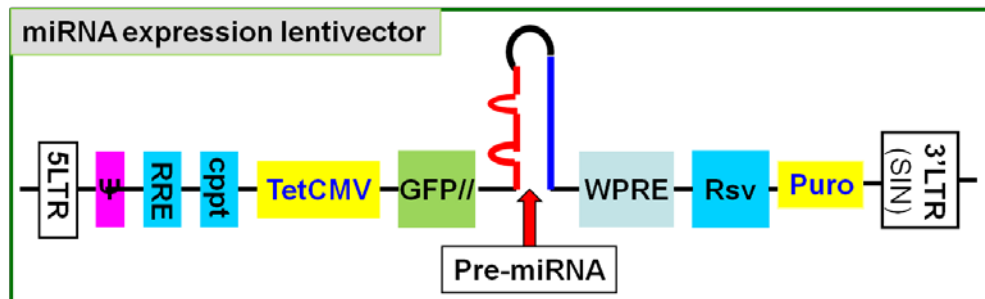 miRNA expression lentivector
5LTR
Ψ
RRE
cppt
TetCMV
GFP//
WPRE
Rsv
Puro
3'LTR
(SIN)
Pre-miRNA